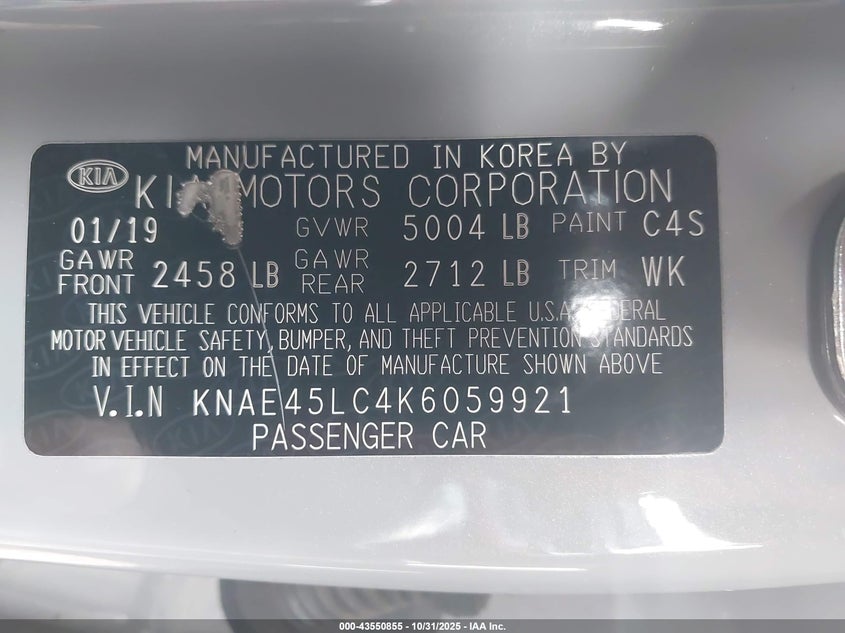 MANUFACTURED IN KOREA BY
KIA MOTORS CORPORATION
01/19 GVWR 5004 LB PAINT C4S
GAWR FRONT 2458 LB GAWR REAR 2712 LB TRIM WK
THIS VEHICLE CONFORMS TO ALL APPLICABLE U.S.A. FEDERAL
MOTOR VEHICLE SAFETY, BUMPER, AND THEFT PREVENTION STANDARDS
IN EFFECT ON THE DATE OF MANUFACTURE SHOWN ABOVE
V.I.N KNAE45LC4K6059921
PASSENGER CAR
000-43550855 - 10/31/2025 - IAA Inc.